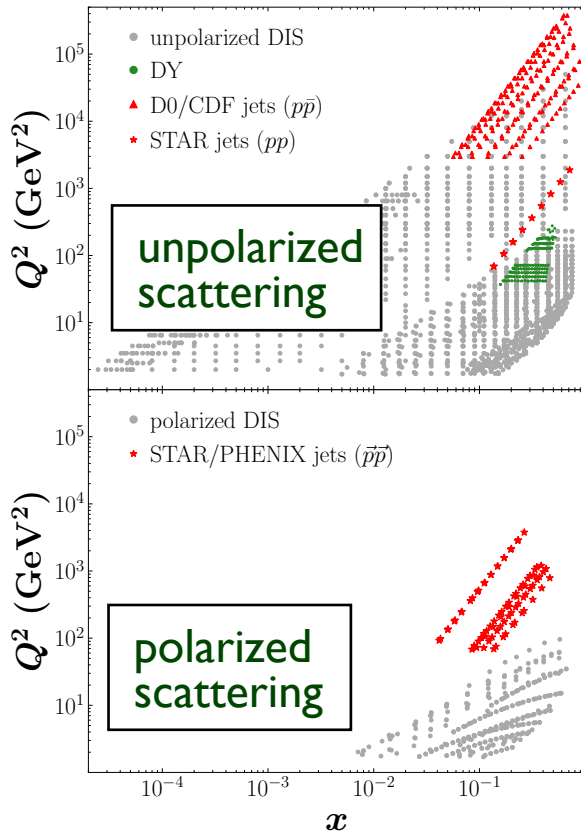 10⁵
10⁴
10³
10²
10¹
Q² (GeV²)
unpolarized DIS
DY
D0/CDF jets (pp̄)
STAR jets (pp)
unpolarized
scattering
10⁵
10⁴
10³
10²
10¹
Q² (GeV²)
polarized DIS
STAR/PHENIX jets (p⃗p⃗)
polarized
scattering
10⁻⁴ 10⁻³ 10⁻² 10⁻¹
x